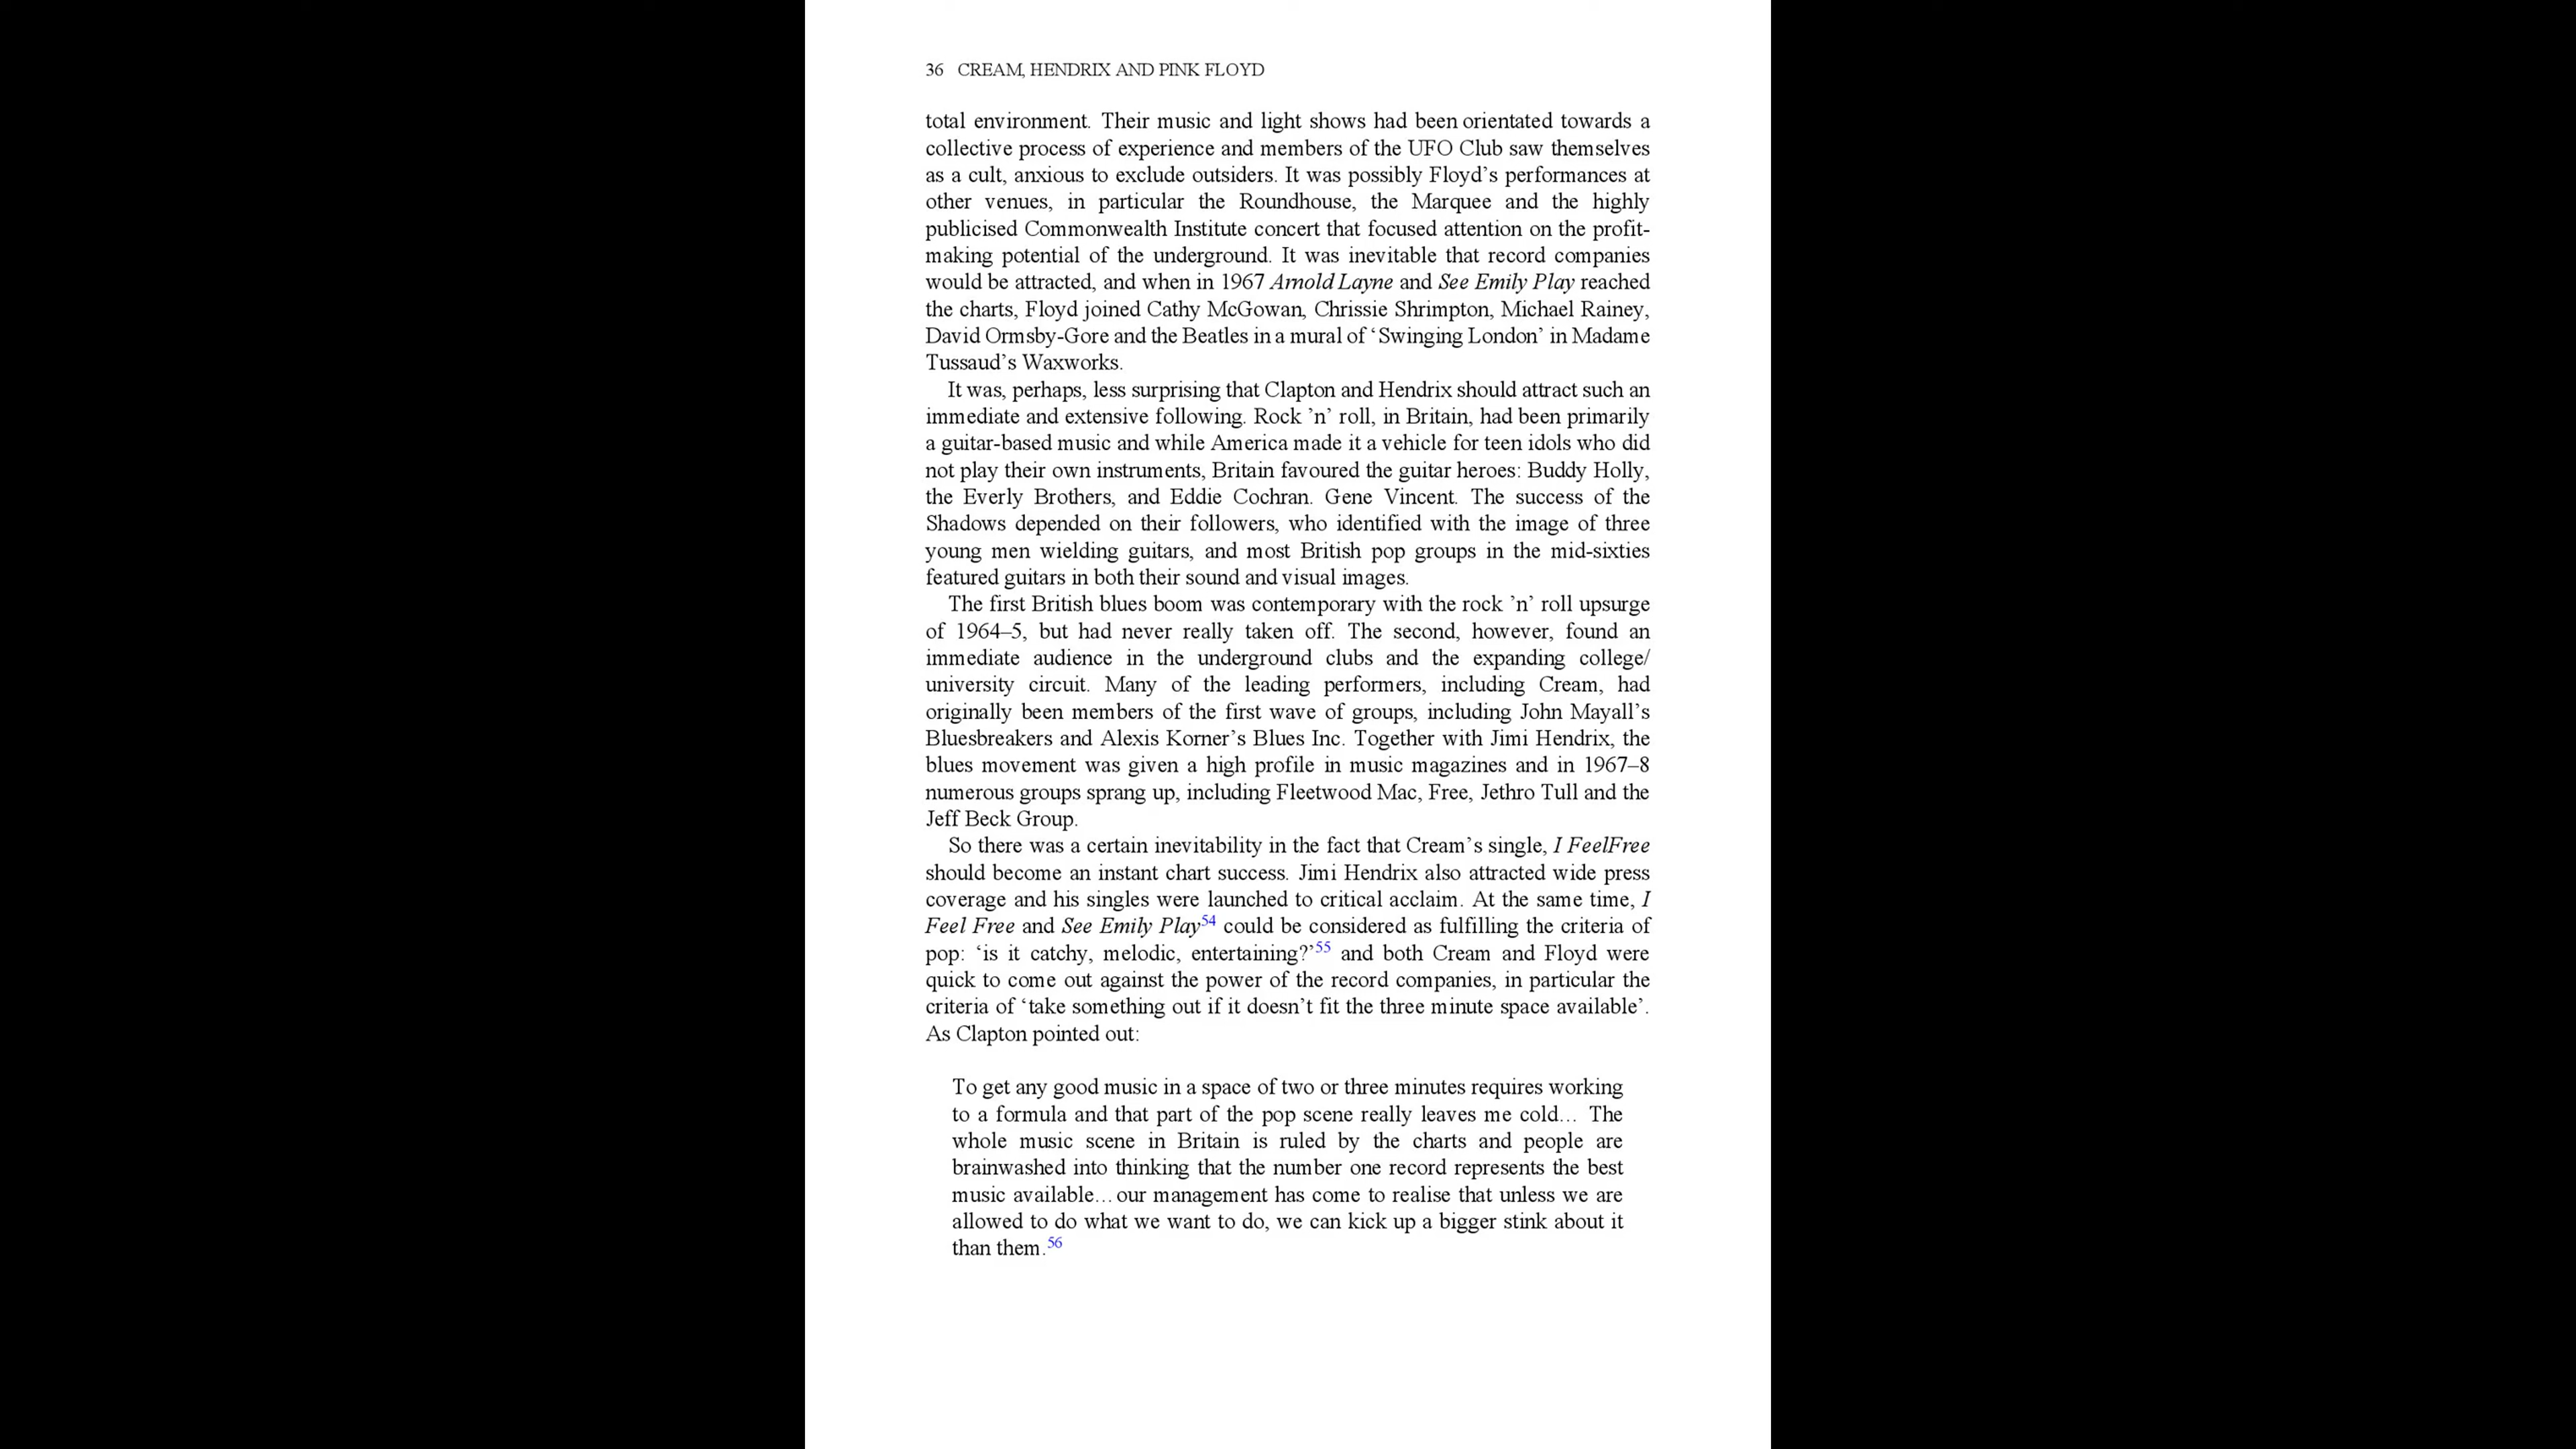 36 CREAM, HENDRIX AND PINK FLOYD
total environment. Their music and light shows had been orientated towards a
collective process of experience and members of the UFO Club saw themselves
as a cult, anxious to exclude outsiders. It was possibly Floyd’s performances at
other venues, in particular the Roundhouse, the Marquee and the highly
publicised Commonwealth Institute concert that focused attention on the profit-
making potential of the underground. It was inevitable that record companies
would be attracted, and when in 1967 Arnold Layne and See Emily Play reached
the charts, Floyd joined Cathy McGowan, Chrissie Shrimpton, Michael Rainey,
David Ormsby-Gore and the Beatles in a mural of ‘Swinging London’ in Madame
Tussaud’s Waxworks.
It was, perhaps, less surprising that Clapton and Hendrix should attract such an
immediate and extensive following. Rock ’n’ roll, in Britain, had been primarily
a guitar-based music and while America made it a vehicle for teen idols who did
not play their own instruments, Britain favoured the guitar heroes: Buddy Holly,
the Everly Brothers, and Eddie Cochran. Gene Vincent. The success of the
Shadows depended on their followers, who identified with the image of three
young men wielding guitars, and most British pop groups in the mid-sixties
featured guitars in both their sound and visual images.
The first British blues boom was contemporary with the rock ’n’ roll upsurge
of 1964–5, but had never really taken off. The second, however, found an
immediate audience in the underground clubs and the expanding college/
university circuit. Many of the leading performers, including Cream, had
originally been members of the first wave of groups, including John Mayall’s
Bluesbreakers and Alexis Korner’s Blues Inc. Together with Jimi Hendrix, the
blues movement was given a high profile in music magazines and in 1967–8
numerous groups sprang up, including Fleetwood Mac, Free, Jethro Tull and the
Jeff Beck Group.
So there was a certain inevitability in the fact that Cream’s single, I FeelFree
should become an instant chart success. Jimi Hendrix also attracted wide press
coverage and his singles were launched to critical acclaim. At the same time, I
Feel Free and See Emily Play54 could be considered as fulfilling the criteria of
pop: ‘is it catchy, melodic, entertaining?’55 and both Cream and Floyd were
quick to come out against the power of the record companies, in particular the
criteria of ‘take something out if it doesn’t fit the three minute space available’.
As Clapton pointed out:
To get any good music in a space of two or three minutes requires working
to a formula and that part of the pop scene really leaves me cold… The
whole music scene in Britain is ruled by the charts and people are
brainwashed into thinking that the number one record represents the best
music available…our management has come to realise that unless we are
allowed to do what we want to do, we can kick up a bigger stink about it
than them.56